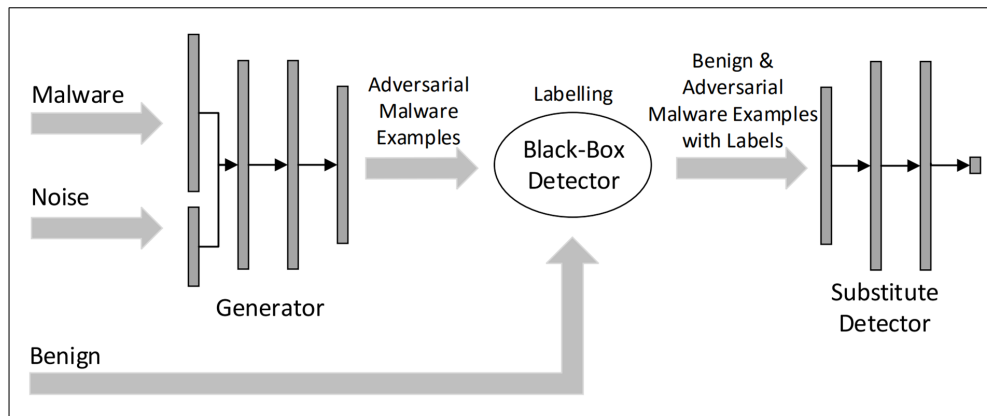 Malware
Noise
Generator
Benign
Adversarial
Malware
Examples
Labelling
Black-Box
Detector
Benign &
Adversarial
Malware Examples
with Labels
Substitute
Detector